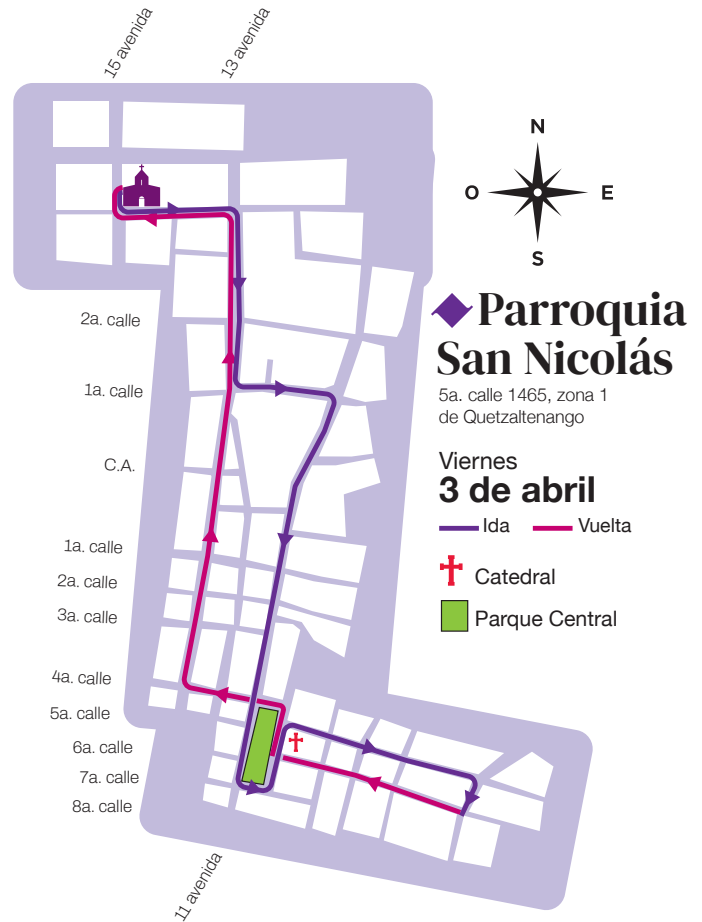 15 avenida
13 avenida
N
O
E
S
Parroquia
San Nicolás
5a. calle 1465, zona 1
de Quetzaltenango
Viernes
3 de abril
Ida
Vuelta
Catedral
Parque Central
2a. calle
1a. calle
C.A.
1a. calle
2a. calle
3a. calle
4a. calle
5a. calle
6a. calle
7a. calle
8a. calle
11 avenida